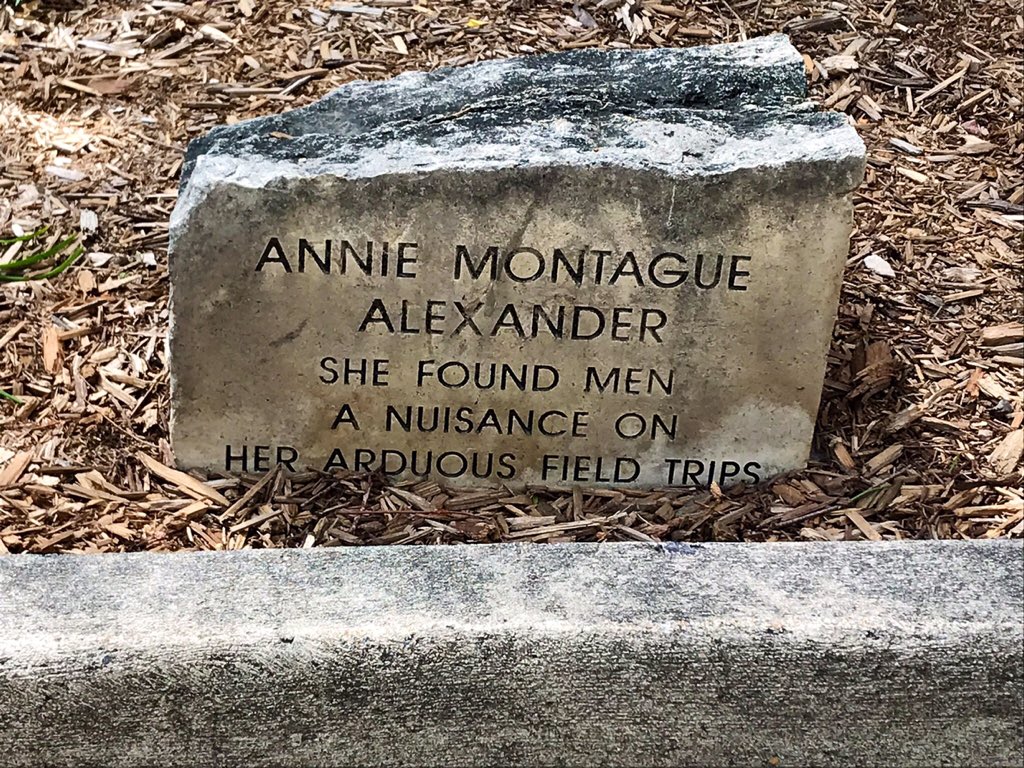 ANNIE MONTAGUE
ALEXANDER
SHE FOUND MEN
A NUISANCE ON
HER ARDUOUS FIELD TRIPS